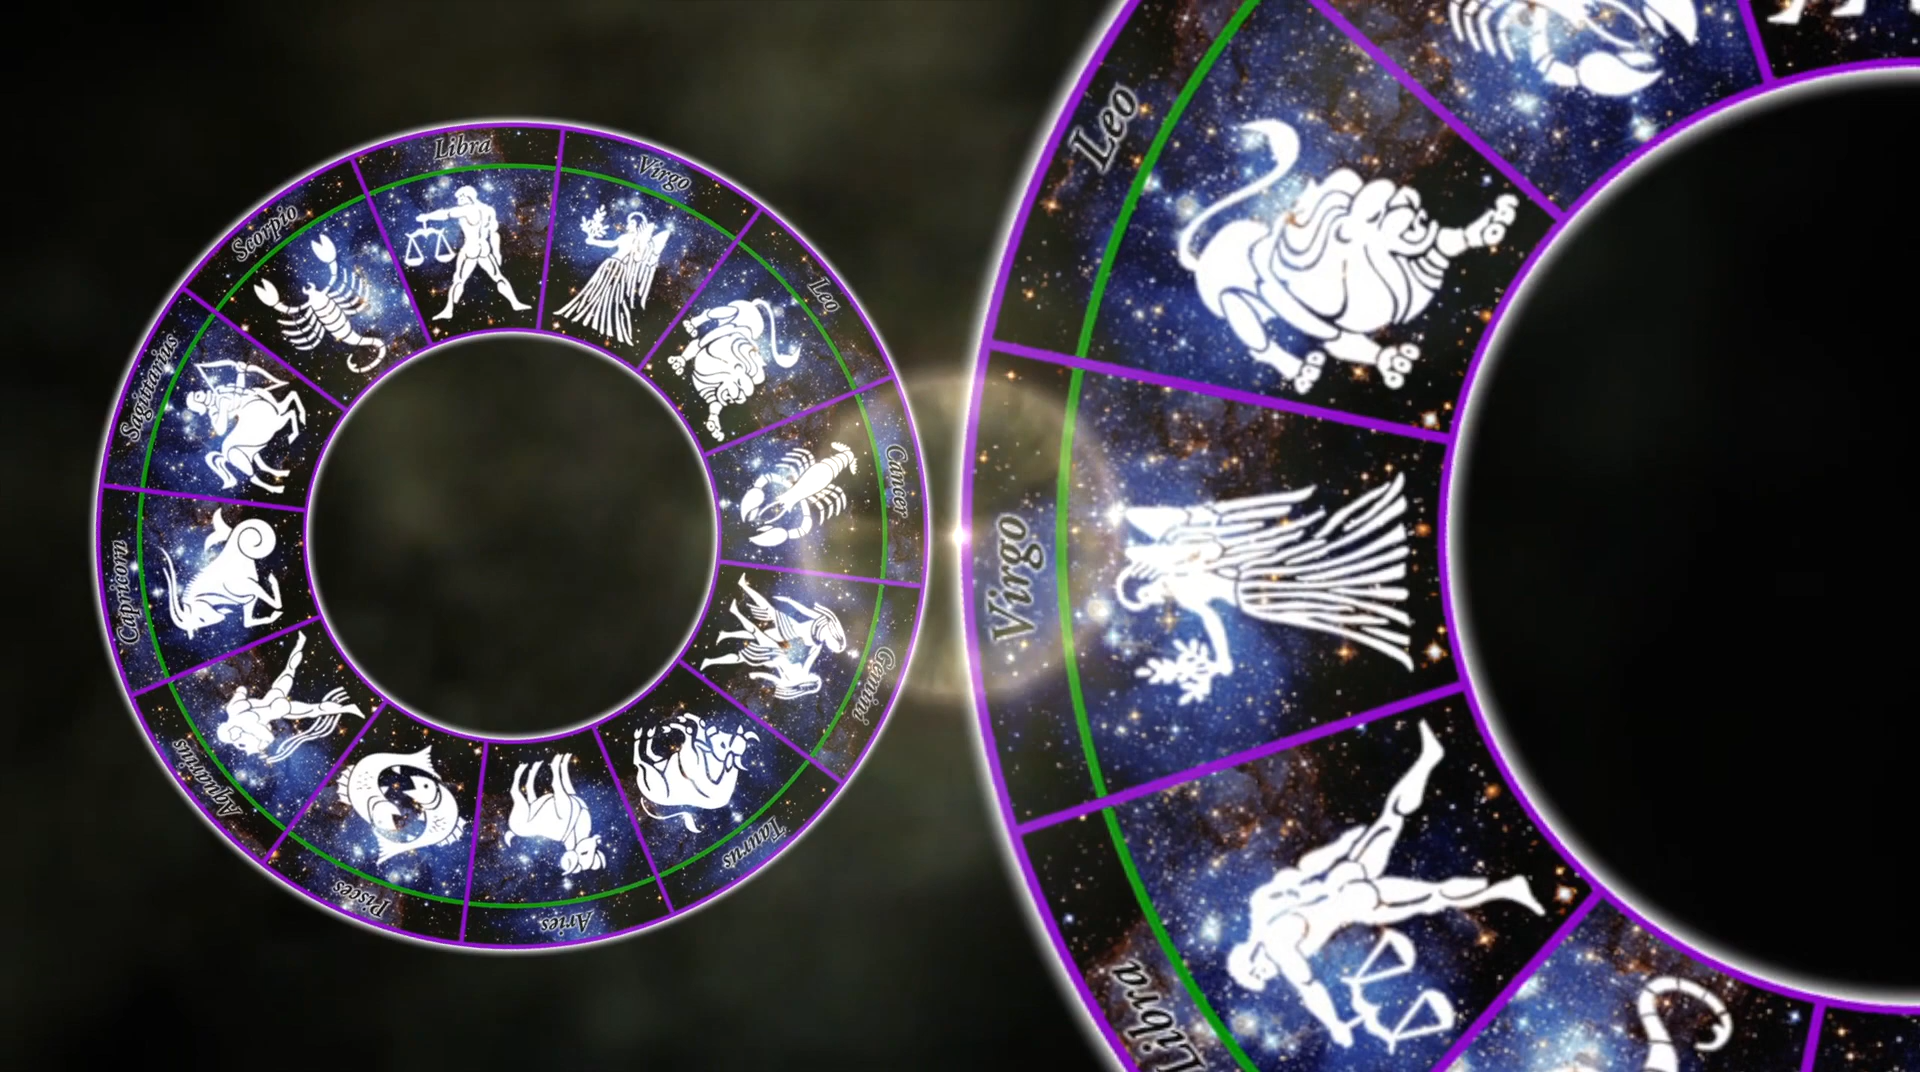 Libra
Virgo
Leo
Cancer
Gemini
Taurus
Aries
Pisces
Aquarius
Capricorn
Sagittarius
Scorpio
Leo
Virgo
Libra